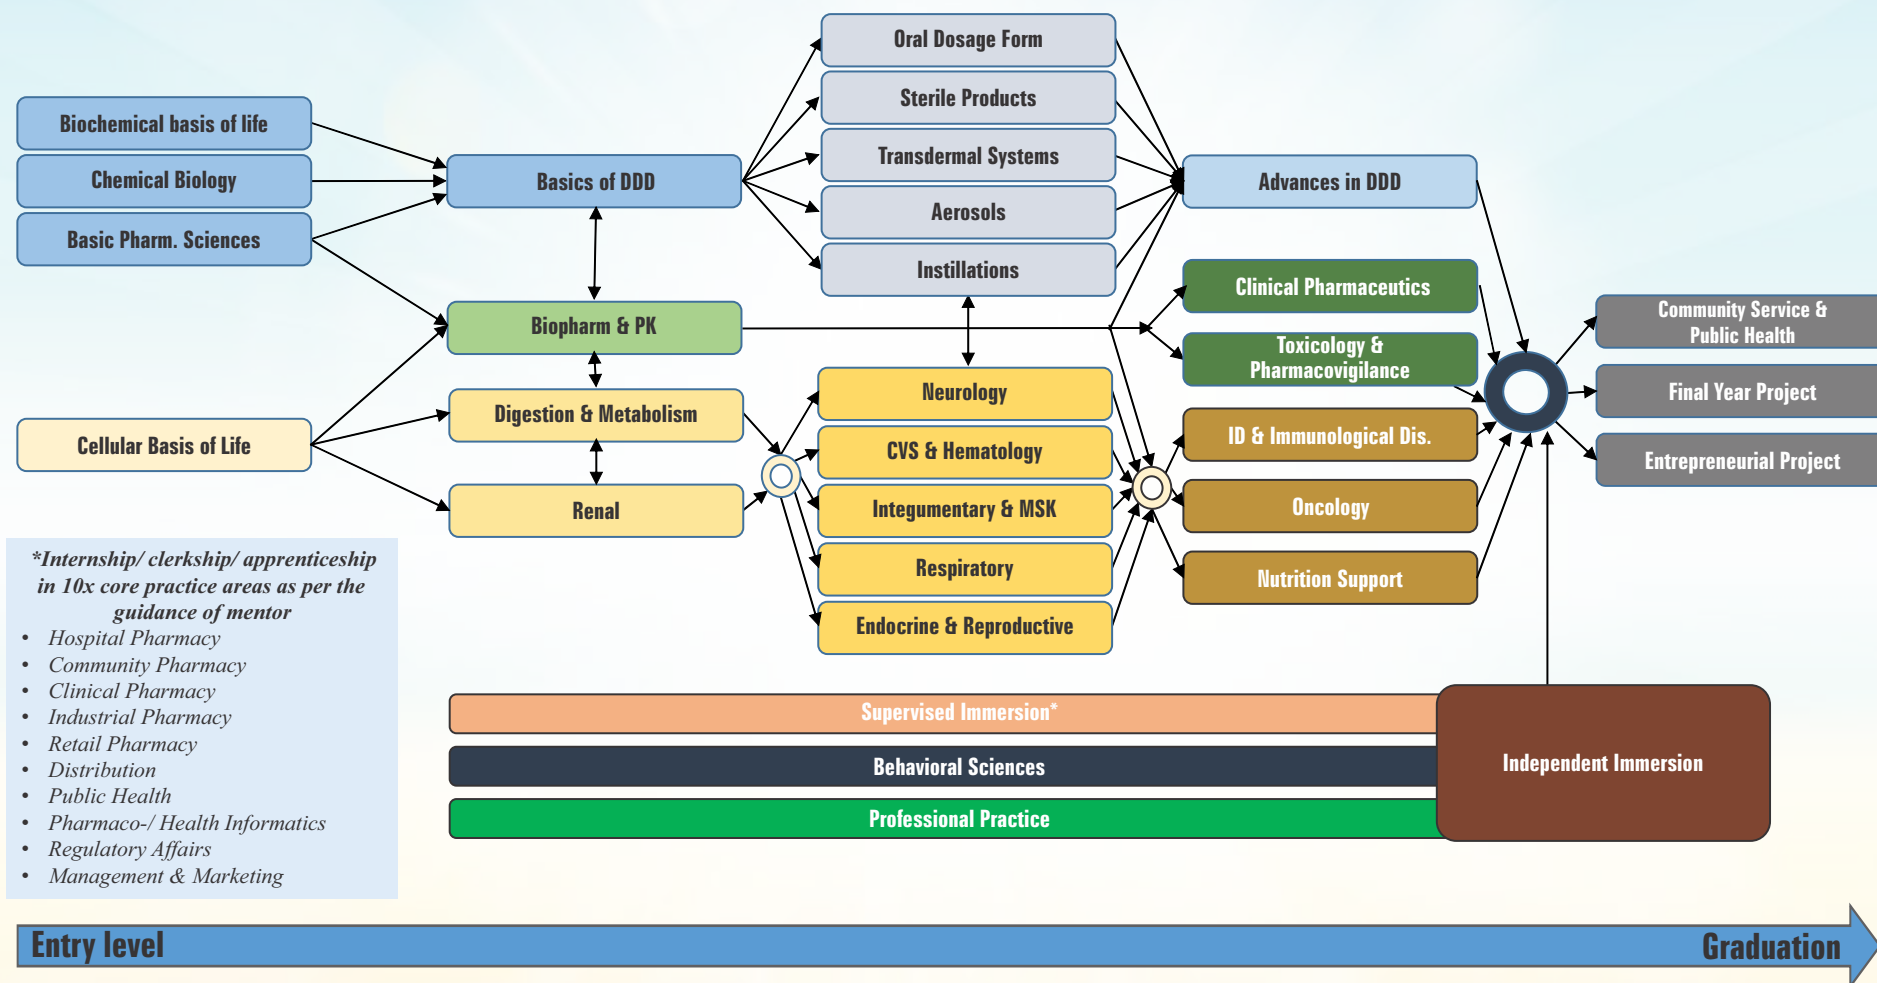 Biochemical basis of life
Chemical Biology
Basic Pharm. Sciences
Cellular Basis of Life
Basics of DDD
Biopharm & PK
Digestion & Metabolism
Renal
Oral Dosage Form
Sterile Products
Transdermal Systems
Aerosols
Instillations
Neurology
CVS & Hematology
Integumentary & MSK
Respiratory
Endocrine & Reproductive
Advances in DDD
Clinical Pharmaceutics
Toxicology &
Pharmacovigilance
ID & Immunological Dis.
Oncology
Nutrition Support
Community Service &
Public Health
Final Year Project
Entrepreneurial Project
*Internship/ clerkship/ apprenticeship
in 10x core practice areas as per the
guidance of mentor
• Hospital Pharmacy
• Community Pharmacy
• Clinical Pharmacy
• Industrial Pharmacy
• Retail Pharmacy
• Distribution
• Public Health
• Pharmaco-/ Health Informatics
• Regulatory Affairs
• Management & Marketing
Supervised Immersion*
Behavioral Sciences
Professional Practice
Independent Immersion
Entry level
Graduation